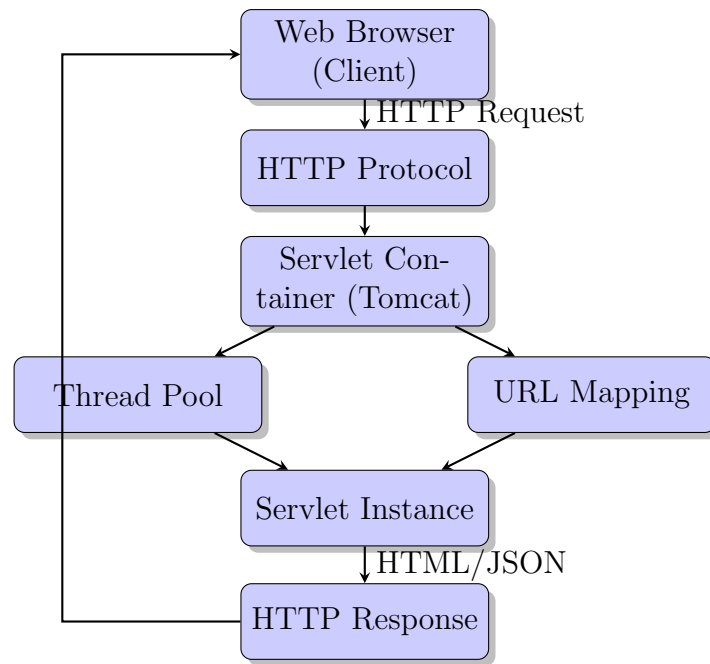 Web Browser
(Client)
HTTP Request
HTTP Protocol
Servlet Con-
tainer (Tomcat)
Thread Pool
URL Mapping
Servlet Instance
HTML/JSON
HTTP Response